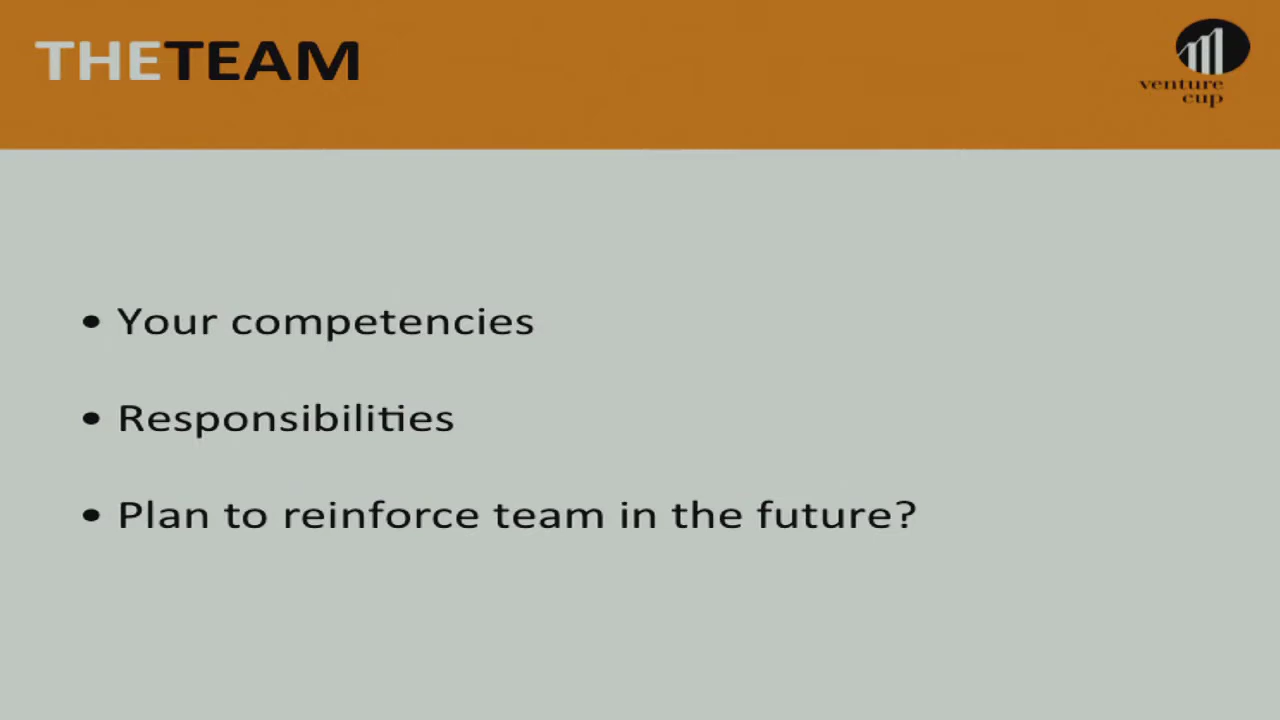 THETEAM
venture
cup
• Your competencies
• Responsibilities
• Plan to reinforce team in the future?